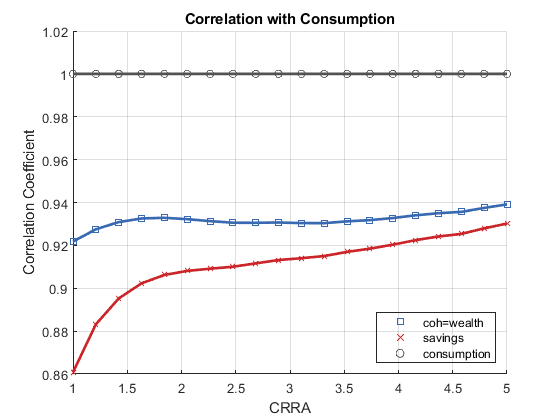 Correlation with Consumption
1.02
1
0.98
0.96
0.94
0.92
0.9
0.88
0.86
Correlation Coefficient
coh=wealth
savings
consumption
1 1.5 2 2.5 3 3.5 4 4.5 5
CRRA